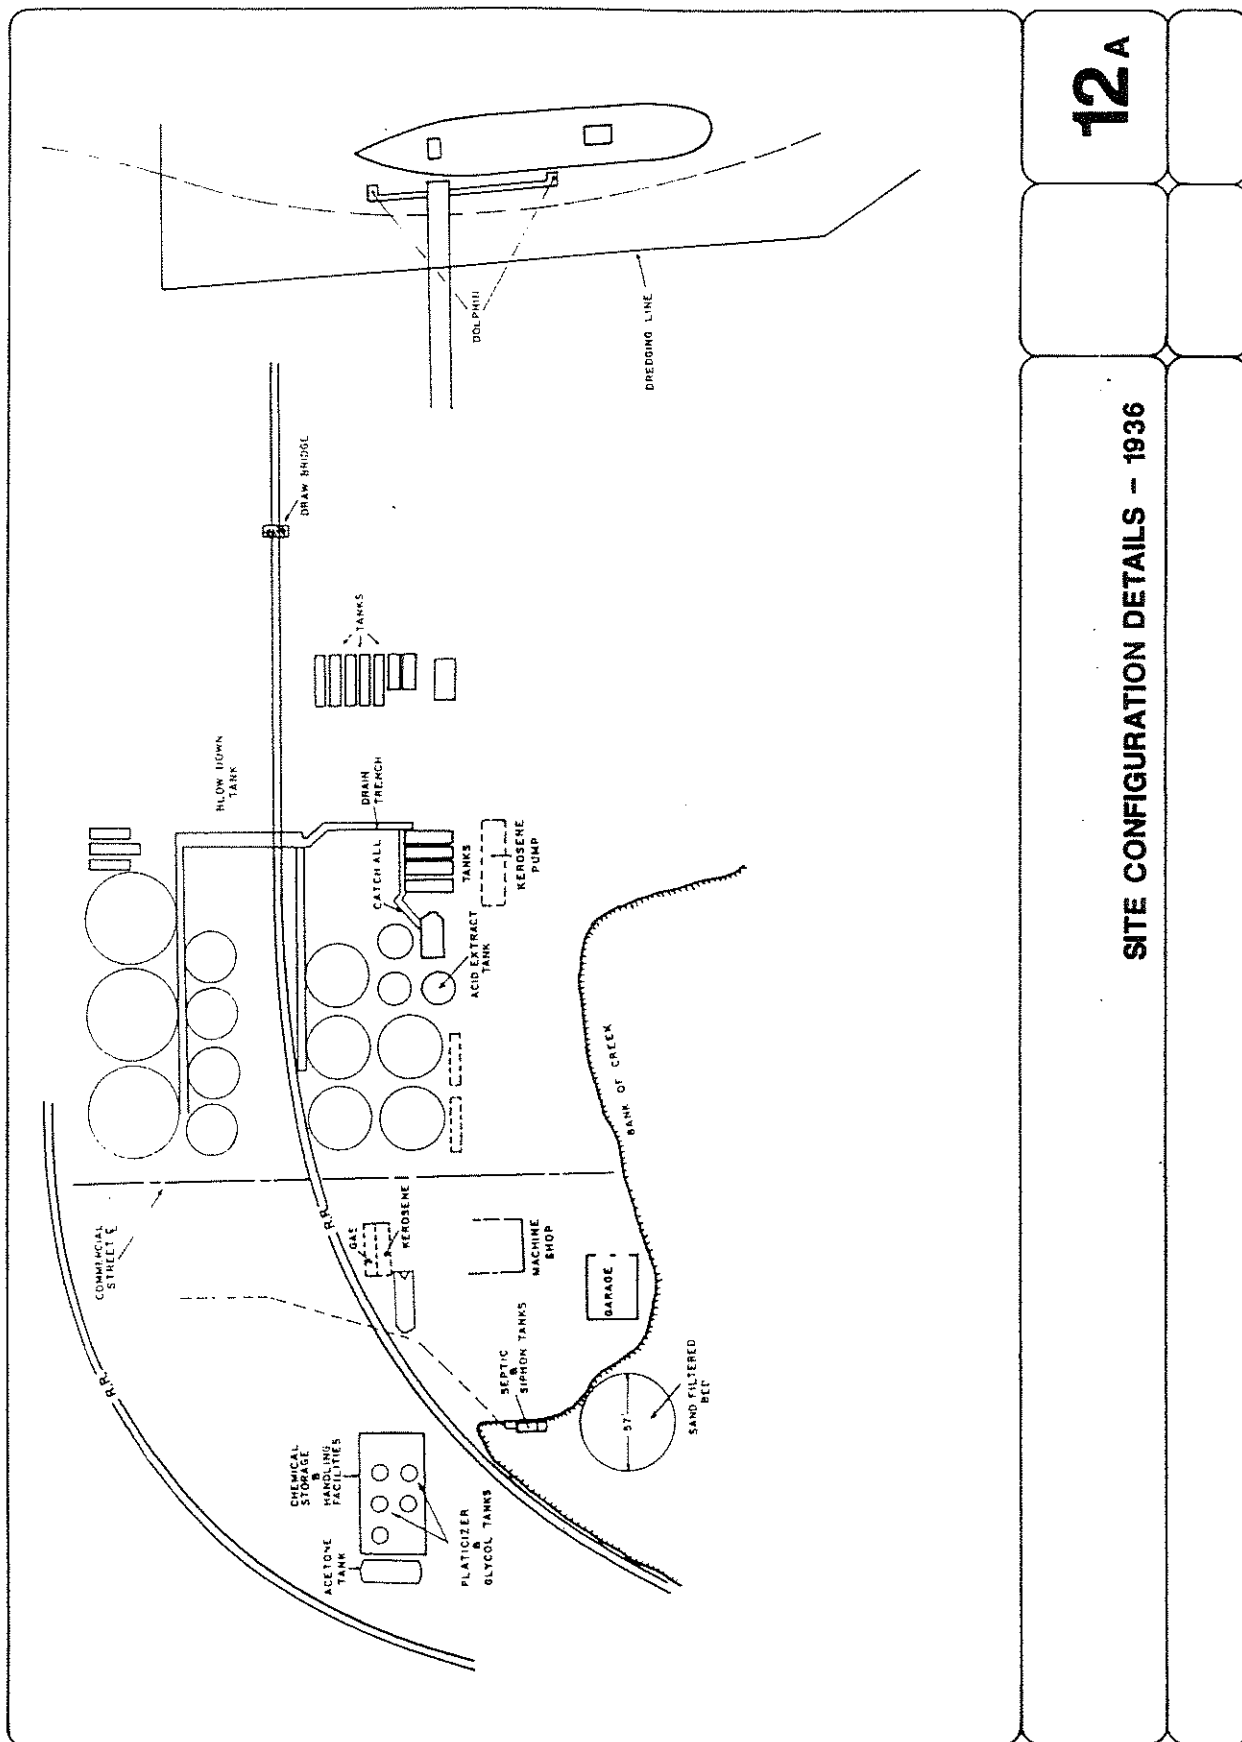 12A
SITE CONFIGURATION DETAILS - 1936
DOLPHIN
DREDGING LINE
DRAW BRIDGE
TANKS
BLOW DOWN
TANK
DRAIN
TRENCH
CATCH ALL
TANKS
KEROSENE
PUMP
ACID EXTRACT
TANK
BANK OF CREEK
COMMERCIAL
STREET ℄
R.R.
R.R.
GAS
KEROSENE
MACHINE
SHOP
GARAGE
SEPTIC
&
SIPHON TANKS
57'
SAND FILTERED
BED
CHEMICAL
STORAGE
&
HANDLING
FACILITIES
ACETONE
TANK
PLATICIZER
&
GLYCOL TANKS